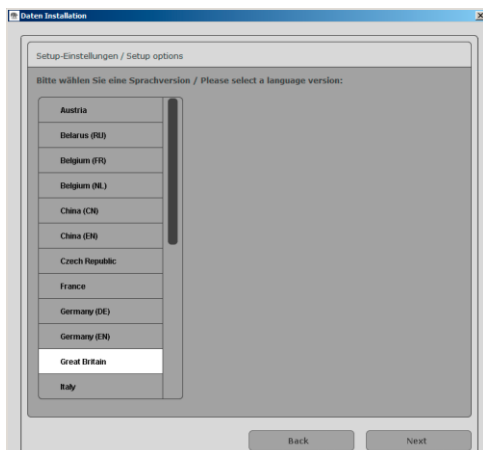 Daten Installation
Setup-Einstellungen / Setup options
Bitte wählen Sie eine Sprachversion / Please select a language version:
Austria
Belarus (RU)
Belgium (FR)
Belgium (NL)
China (CN)
China (EN)
Czech Republic
France
Germany (DE)
Germany (EN)
Great Britain
Italy
Back Next